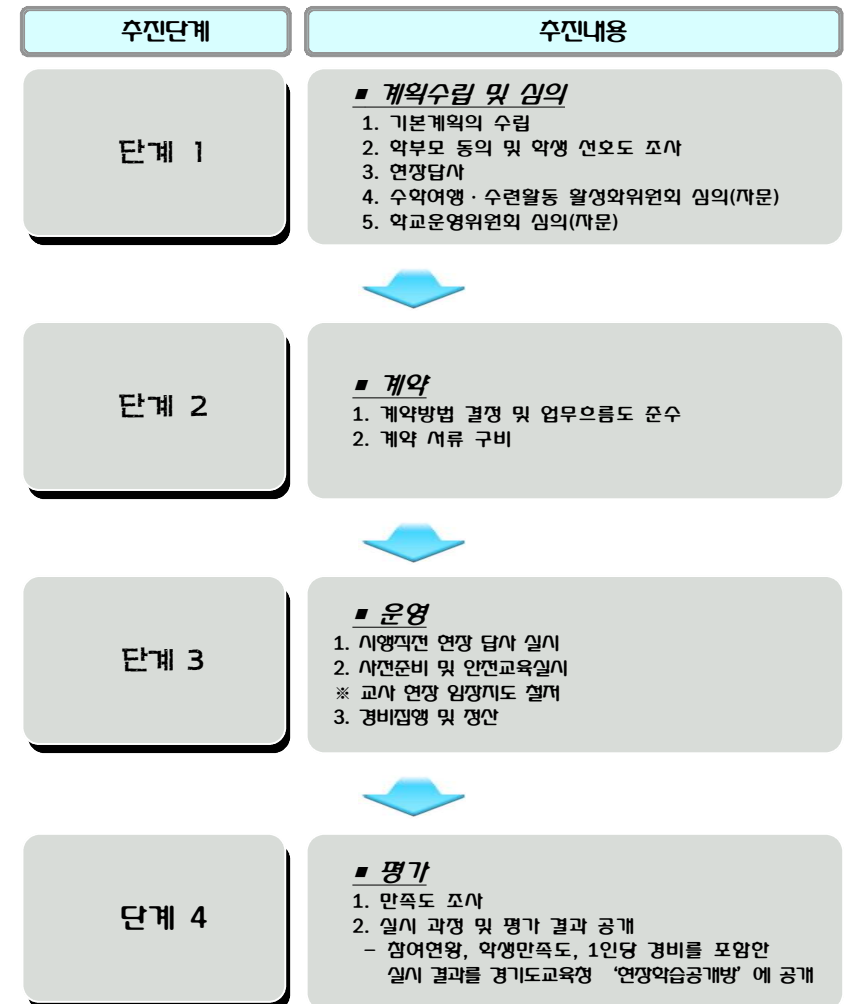 추진단계
추진내용
단계 1
▪ 계획수립 및 심의
1. 기본계획의 수립
2. 학부모 동의 및 학생 선호도 조사
3. 현장답사
4. 수학여행 · 수련활동 활성화위원회 심의(자문)
5. 학교운영위원회 심의(자문)
단계 2
▪ 계약
1. 계약방법 결정 및 업무흐름도 준수
2. 계약 서류 구비
단계 3
▪ 운영
1. 시행직전 현장 답사 실시
2. 사전준비 및 안전교육실시
※ 교사 현장 임장지도 철저
3. 경비집행 및 정산
단계 4
▪ 평가
1. 만족도 조사
2. 실시 과정 및 평가 결과 공개
- 참여현황, 학생만족도, 1인당 경비를 포함한
실시 결과를 경기도교육청 ‘현장학습공개방’ 에 공개